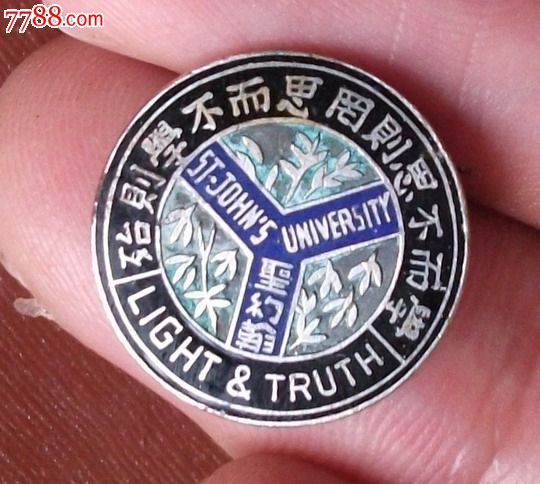 7788.com
學而不思則罔思而不學則殆
ST·JOHN'S
UNIVERSITY
聖約翰
LIGHT & TRUTH